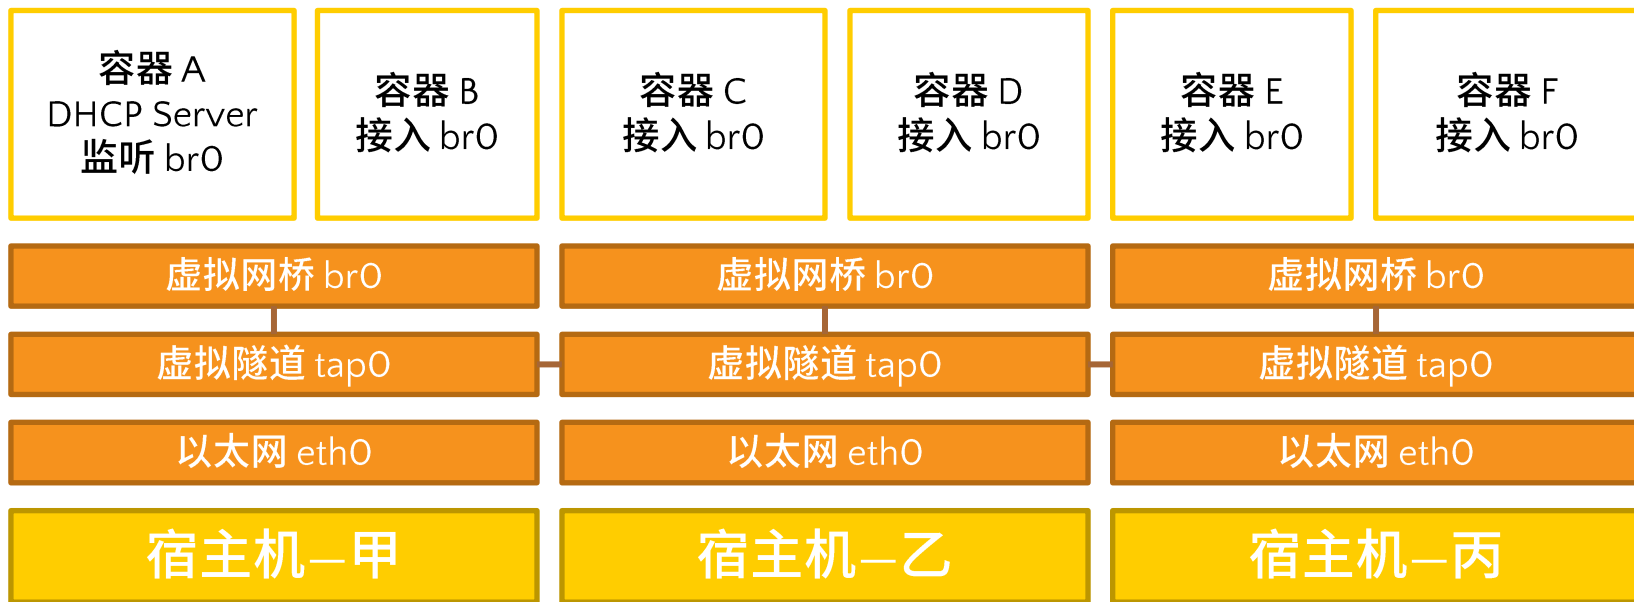 容器 A
DHCP Server
监听 br0
容器 B
接入 br0
容器 C
接入 br0
容器 D
接入 br0
容器 E
接入 br0
容器 F
接入 br0
虚拟网桥 br0
虚拟网桥 br0
虚拟网桥 br0
虚拟隧道 tap0
虚拟隧道 tap0
虚拟隧道 tap0
以太网 eth0
以太网 eth0
以太网 eth0
宿主机—甲
宿主机—乙
宿主机—丙